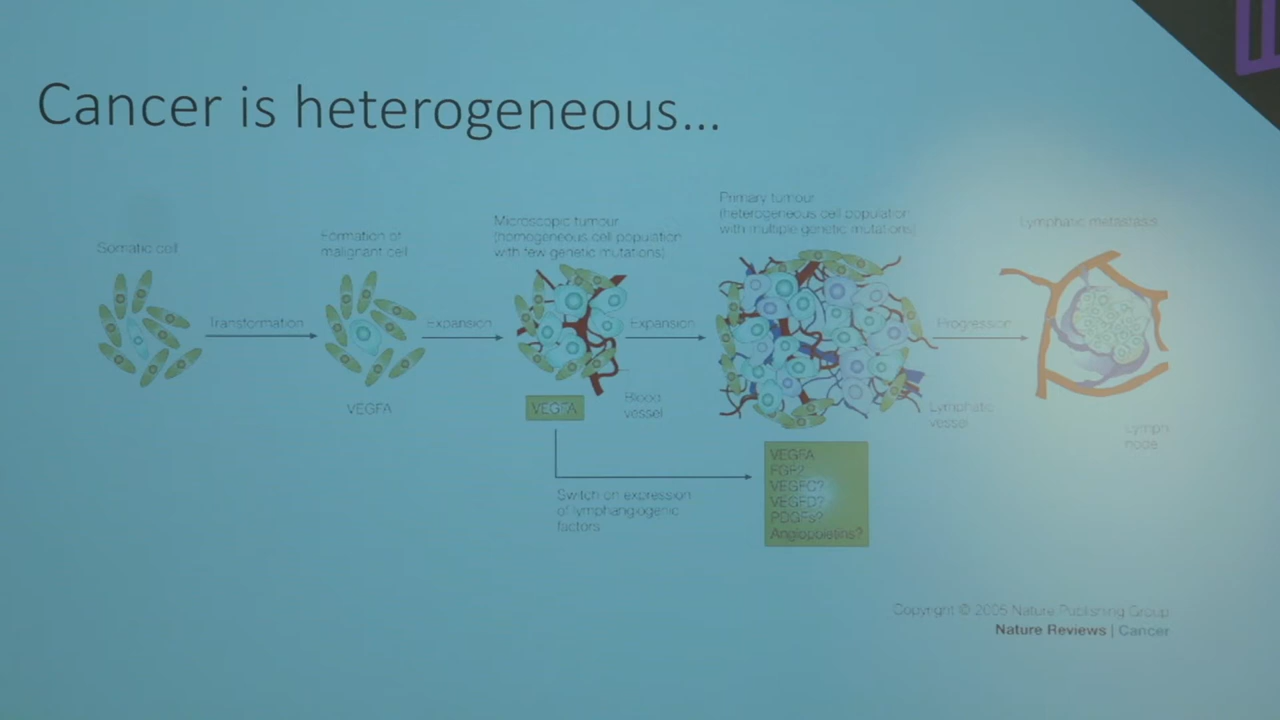 Cancer is heterogeneous...
Somatic cell
Transformation
Formation of
malignant cell
VEGFA
Expansion
Microscopic tumour
(homogeneous cell population
with few genetic mutations)
VEGFA
Blood
vessel
Expansion
Primary tumour
(heterogeneous cell population
with multiple genetic mutations)
Progression
Lymphatic
vessel
Lymphatic metastasis
Lymph
node
Switch on expression
of lymphangiogenic
factors
VEGFA
FGF2
VEGFC?
VEGFD?
PDGFs?
Angiopoietins?
Copyright © 2005 Nature Publishing Group
Nature Reviews | Cancer